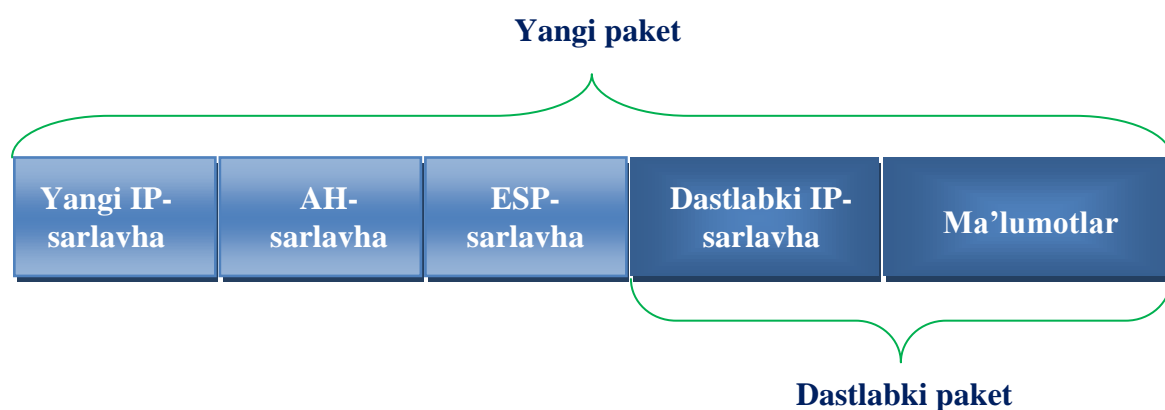 Yangi paket
Yangi IP-
sarlavha
AH-
sarlavha
ESP-
sarlavha
Dastlabki IP-
sarlavha
Ma’lumotlar
Dastlabki paket